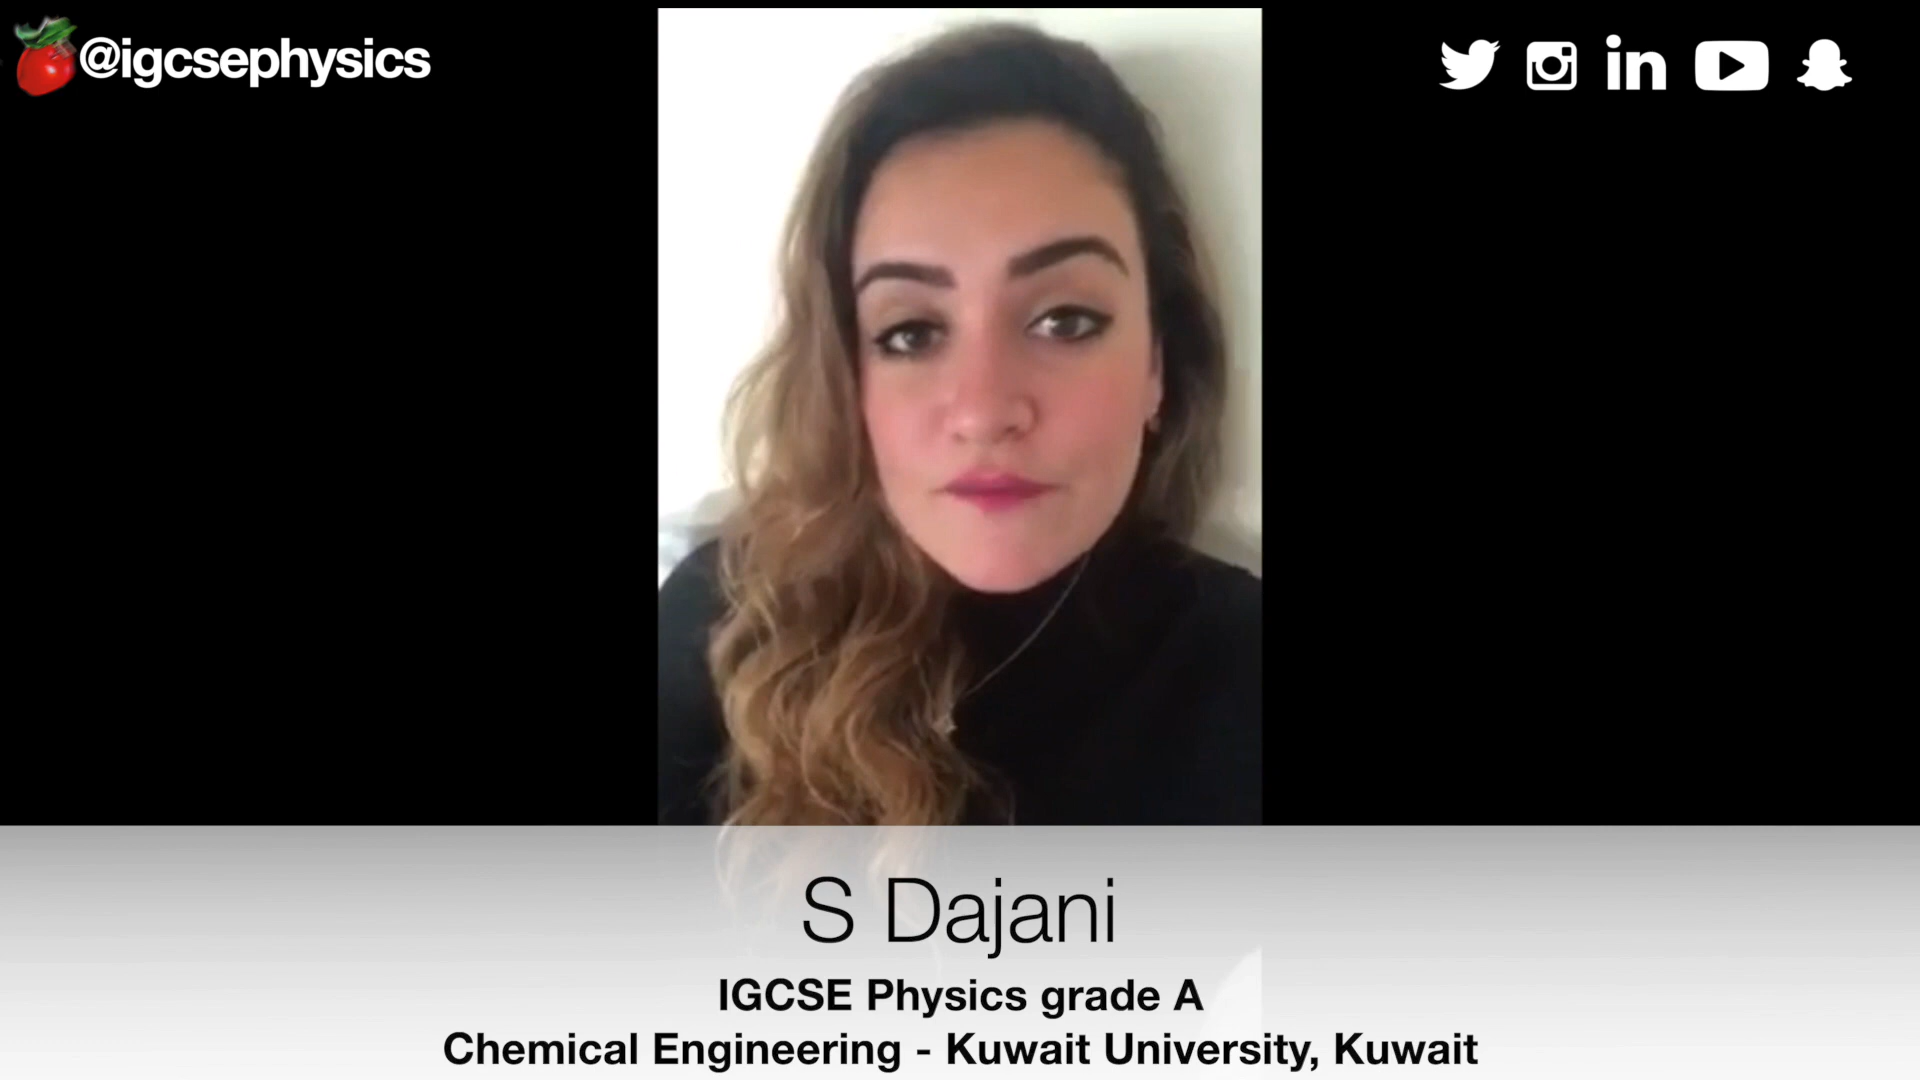 @igcsephysics
S Dajani
IGCSE Physics grade A
Chemical Engineering - Kuwait University, Kuwait